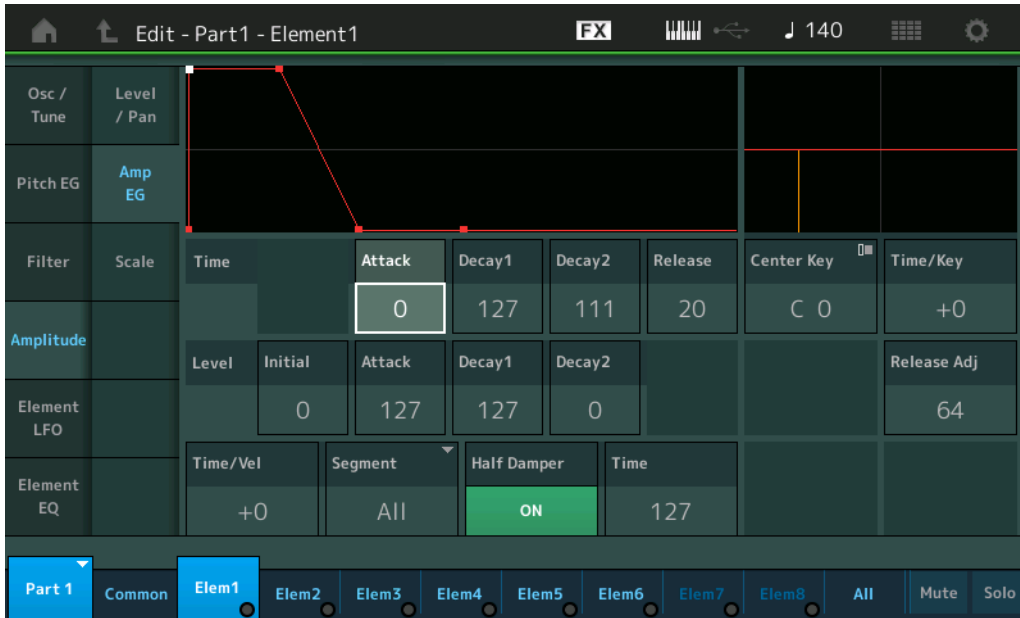 Edit - Part1 - Element1
FX
♩ 140
Osc /
Tune
Level
/ Pan
Pitch EG
Amp
EG
Filter
Scale
Time
Attack
Decay1
Decay2
Release
Center Key
Time/Key
0
127
111
20
C 0
+0
Amplitude
Level
Initial
Attack
Decay1
Decay2
Release Adj
0
127
127
0
64
Element
LFO
Time/Vel
Segment
Half Damper
Time
Element
EQ
+0
All
ON
127
Part 1
Common
Elem1
Elem2
Elem3
Elem4
Elem5
Elem6
Elem7
Elem8
All
Mute
Solo